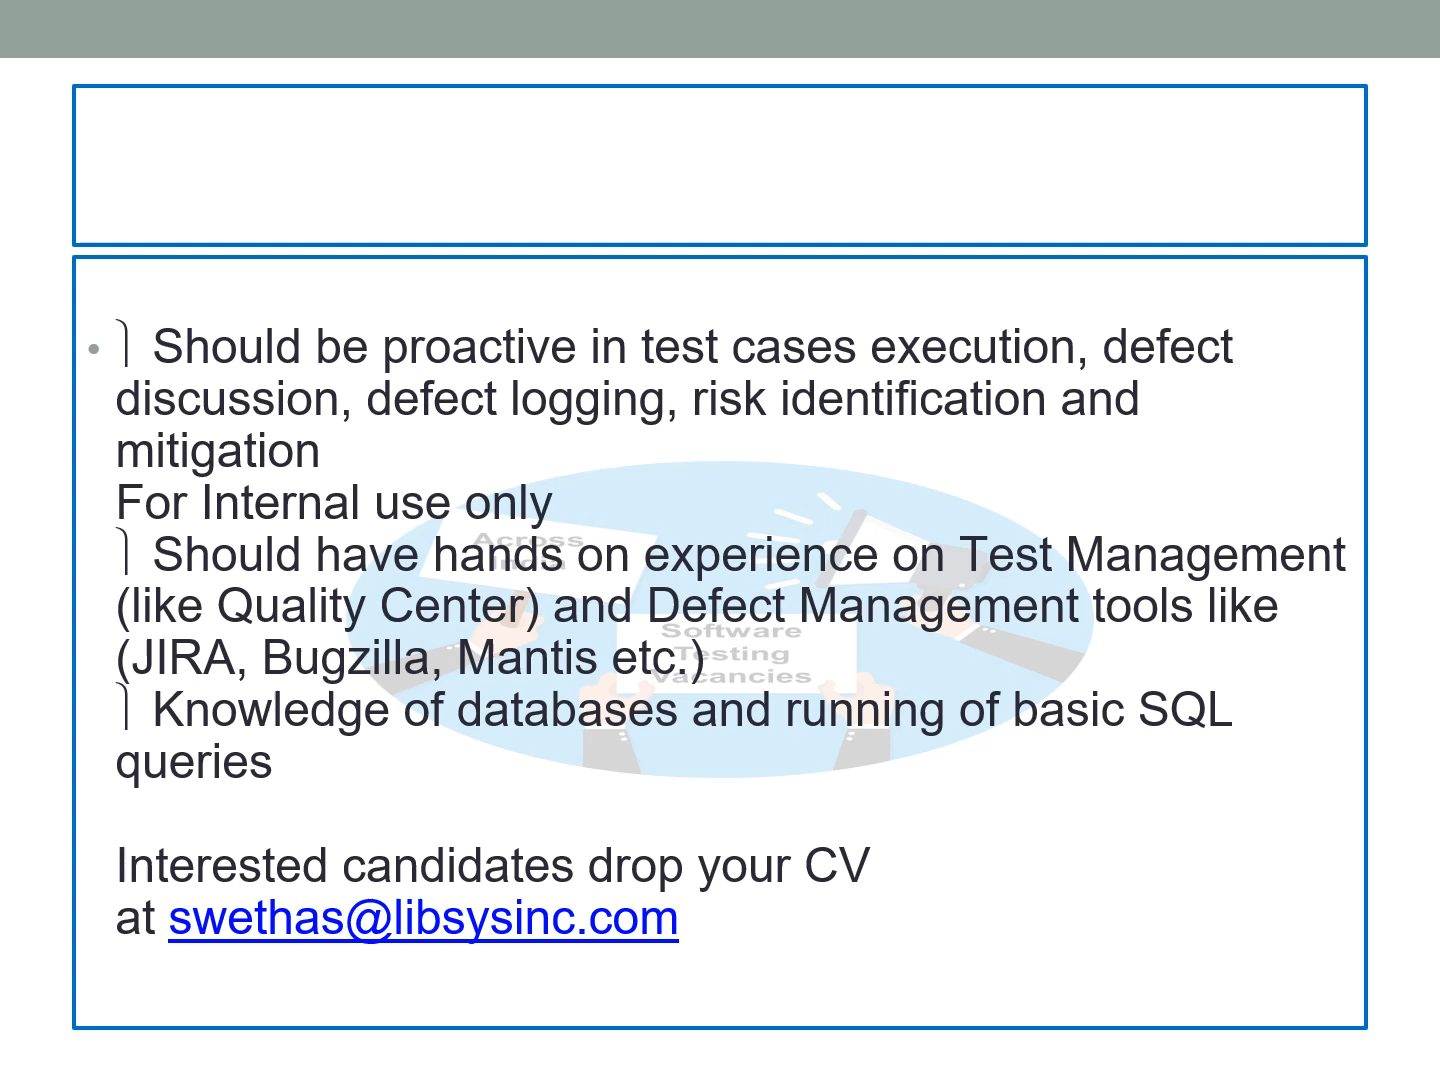 • ⎫ Should be proactive in test cases execution, defect
discussion, defect logging, risk identification and
mitigation
For Internal use only
⎫ Should have hands on experience on Test Management
(like Quality Center) and Defect Management tools like
(JIRA, Bugzilla, Mantis etc.)
⎫ Knowledge of databases and running of basic SQL
queries
Interested candidates drop your CV
at swethas@libsysinc.com
Across
India
Software
Testing
Vacancies